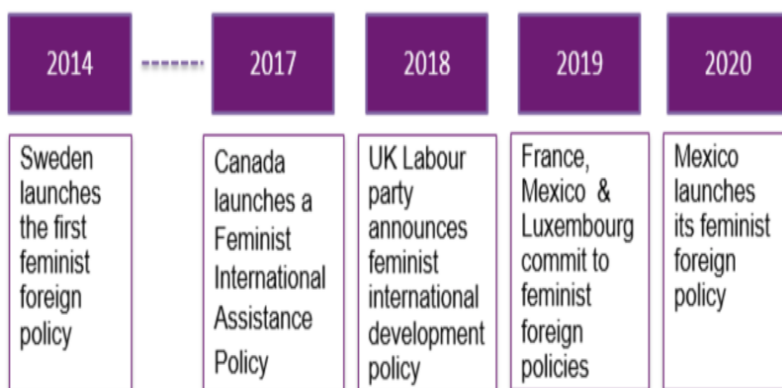 2014
2017
2018
2019
2020
Sweden
launches
the first
feminist
foreign
policy
Canada
launches a
Feminist
International
Assistance
Policy
UK Labour
party
announces
feminist
international
development
policy
France,
Mexico &
Luxembourg
commit to
feminist
foreign
policies
Mexico
launches
its feminist
foreign
policy